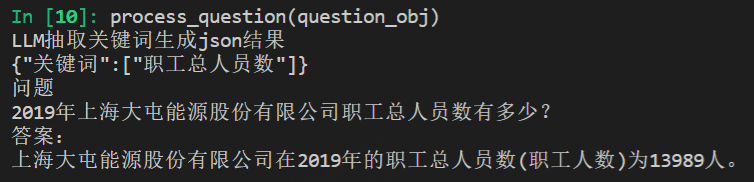 In [10]: process_question(question_obj)
LLM抽取关键词生成json结果
{"关键词":["职工总人员数"]}
问题
2019年上海大屯能源股份有限公司职工总人员数有多少？
答案：
上海大屯能源股份有限公司在2019年的职工总人员数(职工人数)为13989人。